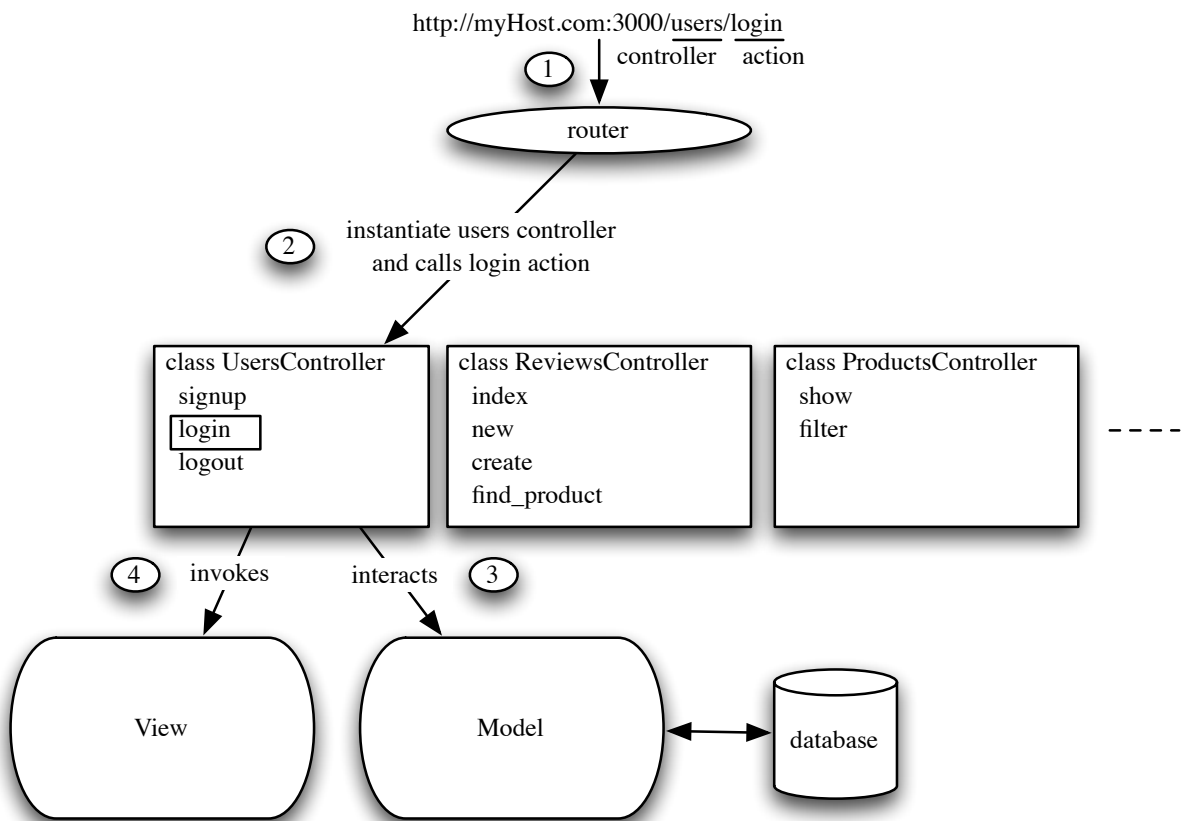 http://myHost.com:3000/users/login
controller action
1
router
2
instantiate users controller
and calls login action
class UsersController
signup
login
logout
class ReviewsController
index
new
create
find_product
class ProductsController
show
filter
4
invokes
interacts
3
View
Model
database